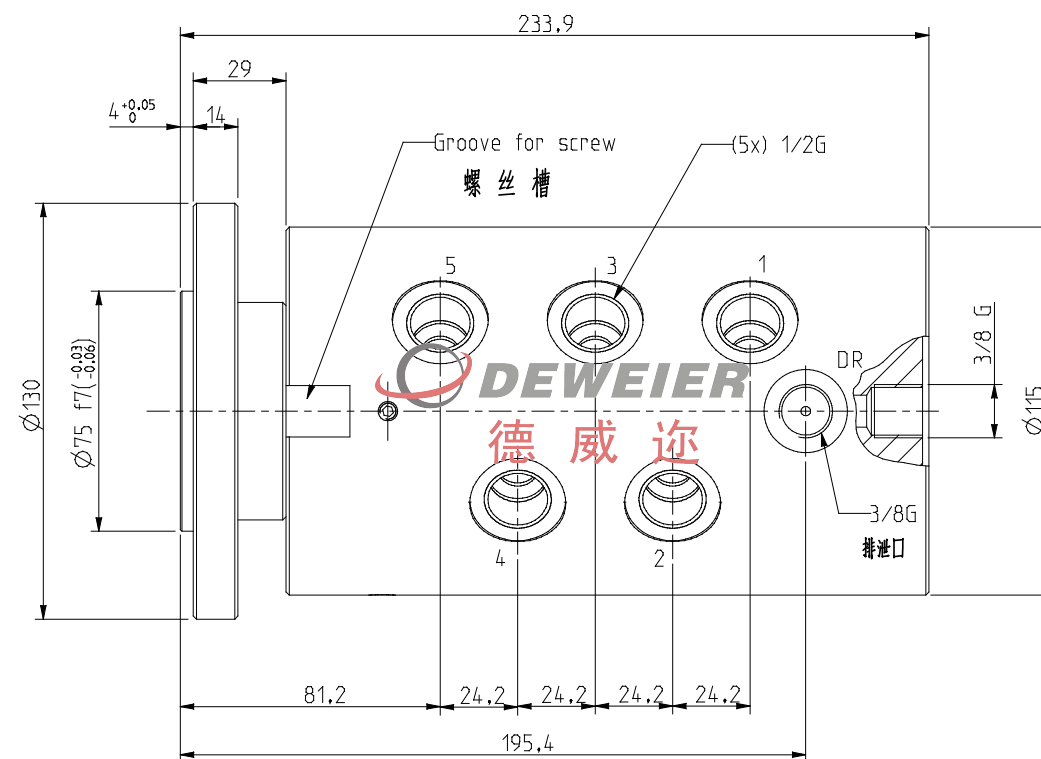 233,9
29
4 +0.05 0
14
Groove for screw
螺丝槽
(5x) 1/2G
5
3
1
3/8 G
DR
Ø130
Ø75 f7(-0.03 -0.06)
Ø115
DEWEIER
德威迩
3/8G
排泄口
4
2
81,2
24,2
24,2
24,2
24,2
195,4